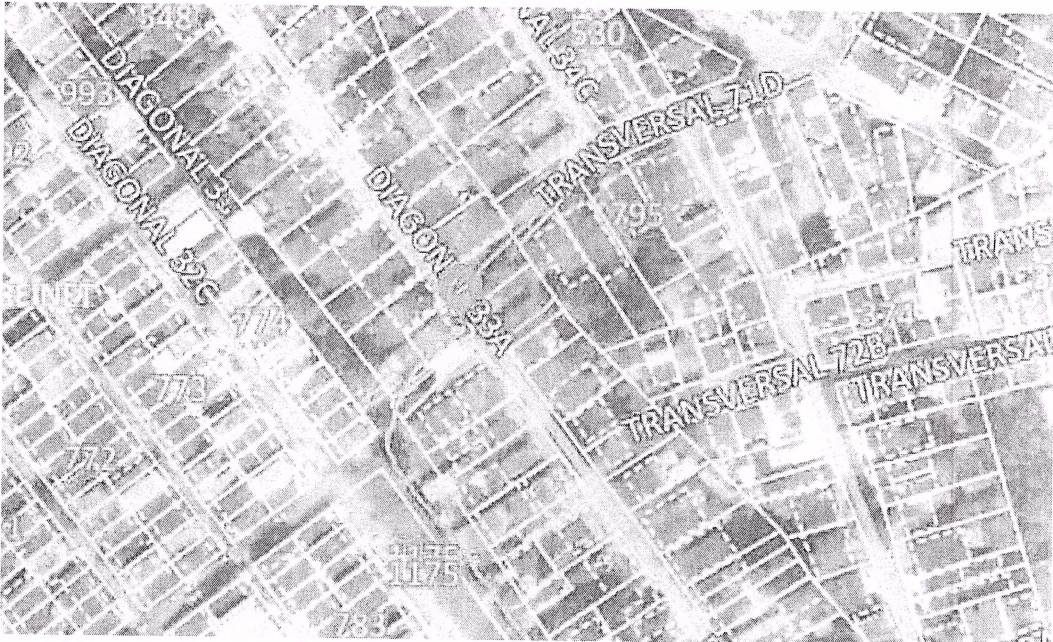 548
530
993
DIAGONAL 3
AL 34C
TRANSVERSAL 71D
DIAGONAL 32C
DIAGON
33A
795
TRANS
774
TRANSVERSAL 72B
TRANSVERSAL
773
772
1175
783